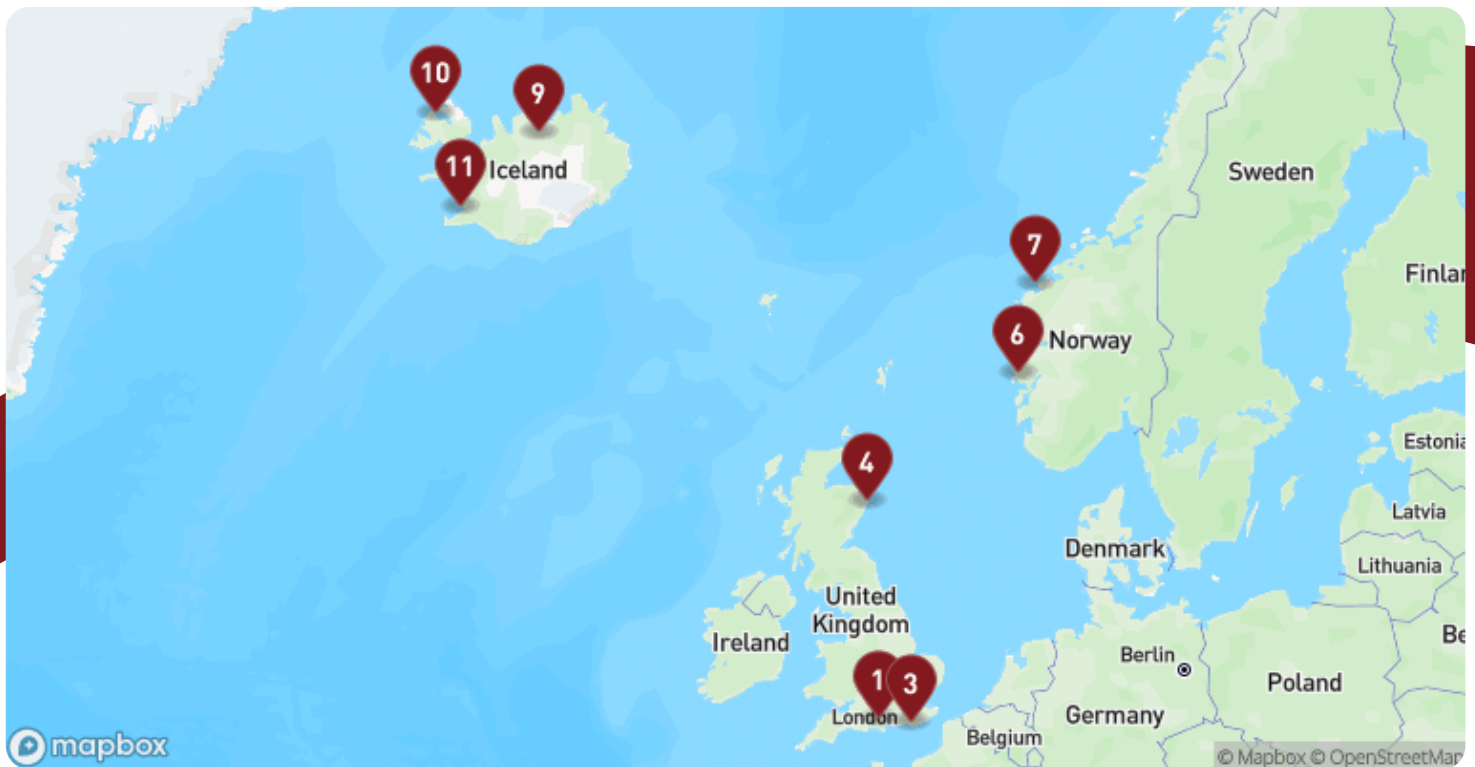 10
9
11
Iceland
Sweden
7
Finlar
6
Norway
4
Estonia
Latvia
Denmark
Lithuania
United
Kingdom
Ireland
Be
Berlin
1
3
Poland
London
Germany
Belgium
mapbox
© Mapbox © OpenStreetMap